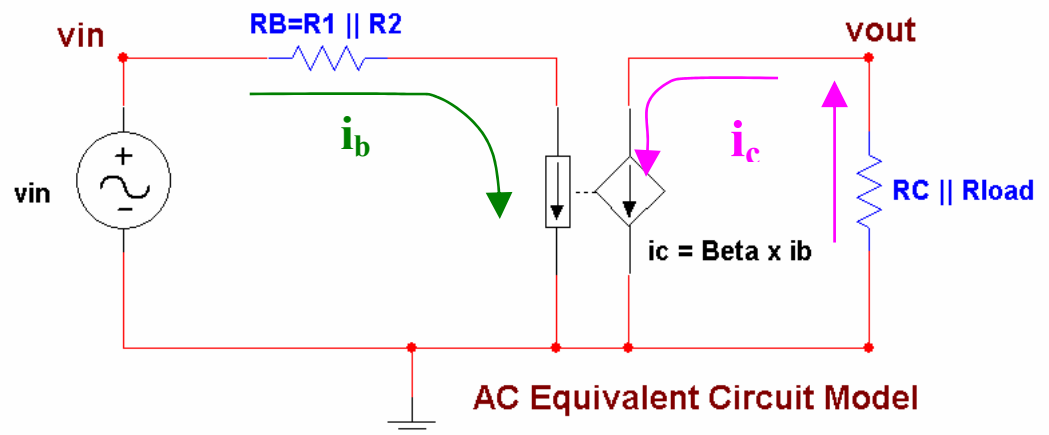 vin
RB=R1 || R2
vout
ib
ic
vin
+
−
RC || Rload
ic = Beta x ib
AC Equivalent Circuit Model